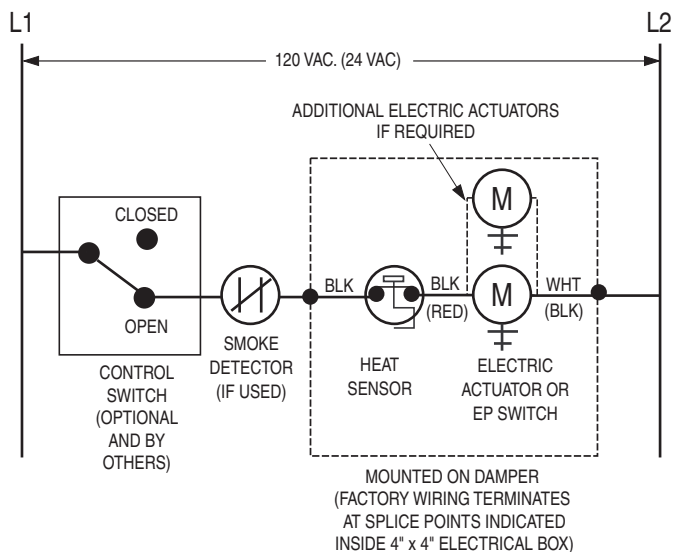 L1
L2
120 VAC. (24 VAC)
ADDITIONAL ELECTRIC ACTUATORS
IF REQUIRED
M
CLOSED
OPEN
CONTROL
SWITCH
(OPTIONAL
AND BY
OTHERS)
SMOKE
DETECTOR
(IF USED)
BLK
HEAT
SENSOR
BLK
(RED)
M
WHT
(BLK)
ELECTRIC
ACTUATOR OR
EP SWITCH
MOUNTED ON DAMPER
(FACTORY WIRING TERMINATES
AT SPLICE POINTS INDICATED
INSIDE 4" x 4" ELECTRICAL BOX)